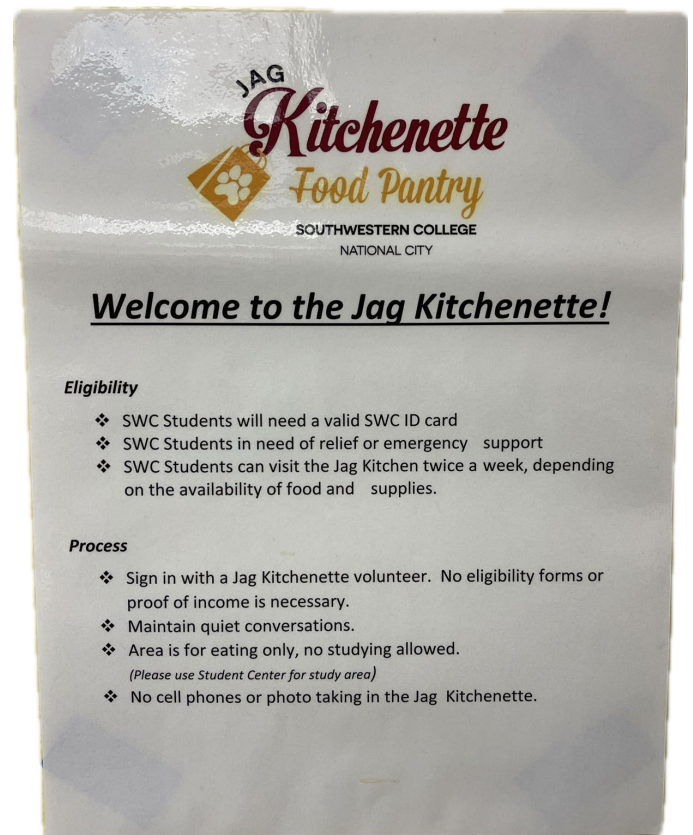 JAG
Kitchenette
Food Pantry
SOUTHWESTERN COLLEGE
NATIONAL CITY
Welcome to the Jag Kitchenette!
Eligibility
❖ SWC Students will need a valid SWC ID card
❖ SWC Students in need of relief or emergency support
❖ SWC Students can visit the Jag Kitchen twice a week, depending
on the availability of food and supplies.
Process
❖ Sign in with a Jag Kitchenette volunteer. No eligibility forms or
proof of income is necessary.
❖ Maintain quiet conversations.
❖ Area is for eating only, no studying allowed.
(Please use Student Center for study area)
❖ No cell phones or photo taking in the Jag Kitchenette.